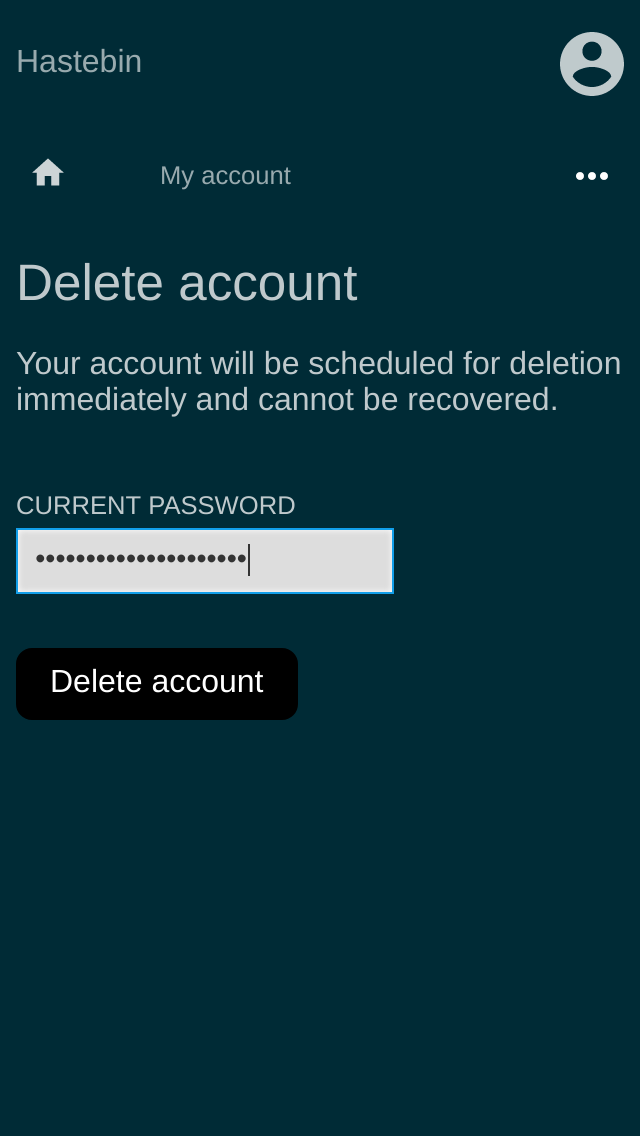 Hastebin
My account
Delete account
Your account will be scheduled for deletion
immediately and cannot be recovered.
CURRENT PASSWORD
•••••••••••••••••••••
Delete account